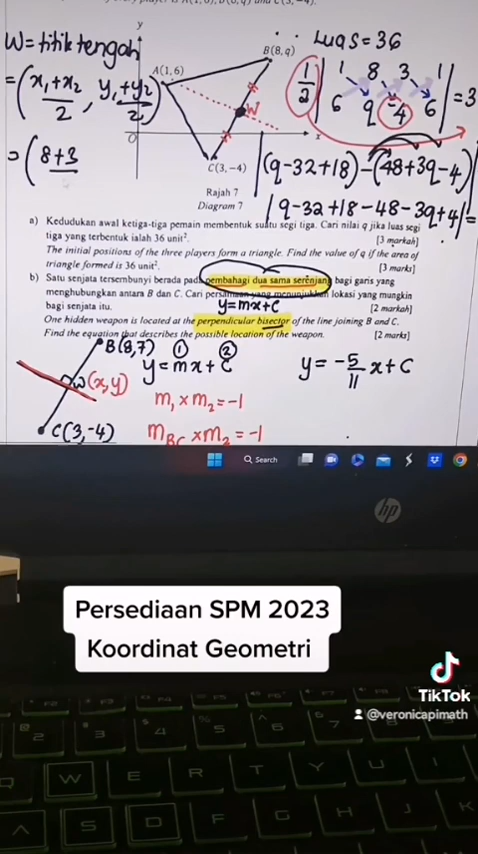 W = titik tengah
= (x₁+x₂/2, y₁+y₂/2)
= (8+3
y
A(1,6)
B(8,q)
W
O
x
C(3,-4)
Rajah 7
Diagram 7
Luas = 36
1/2 | 1 8 3 1 | = 3
6 q -4 6
|(q-32+18)-(48+3q-4)|
|q-32+18-48-3q+4|=
a) Kedudukan awal ketiga-tiga pemain membentuk suatu segi tiga. Cari nilai q jika luas segi
tiga yang terbentuk ialah 36 unit².
[3 markah]
The initial positions of the three players form a triangle. Find the value of q if the area of
triangle formed is 36 unit².
[3 marks]
b) Satu senjata tersembunyi berada pada pembahagi dua sama serenjang bagi garis yang
menghubungkan antara B dan C. Cari persamaan yang menunjukkan lokasi yang mungkin
bagi senjata itu.
y=mx+c
[2 markah]
One hidden weapon is located at the perpendicular bisector of the line joining B and C.
Find the equation that describes the possible location of the weapon.
[2 marks]
B(8,7)
W(x,y)
C(3,-4)
① ②
y = mx + c
m₁ × m₂ = -1
m_BC × m₂ = -1
y = -5/11 x + c
Search
hp
Persediaan SPM 2023
Koordinat Geometri
TikTok
@veronicapimath
2
3
4
5
6
7
8
W
E
R
T
Y
U
I
A
S
D
F
G
H
J
K